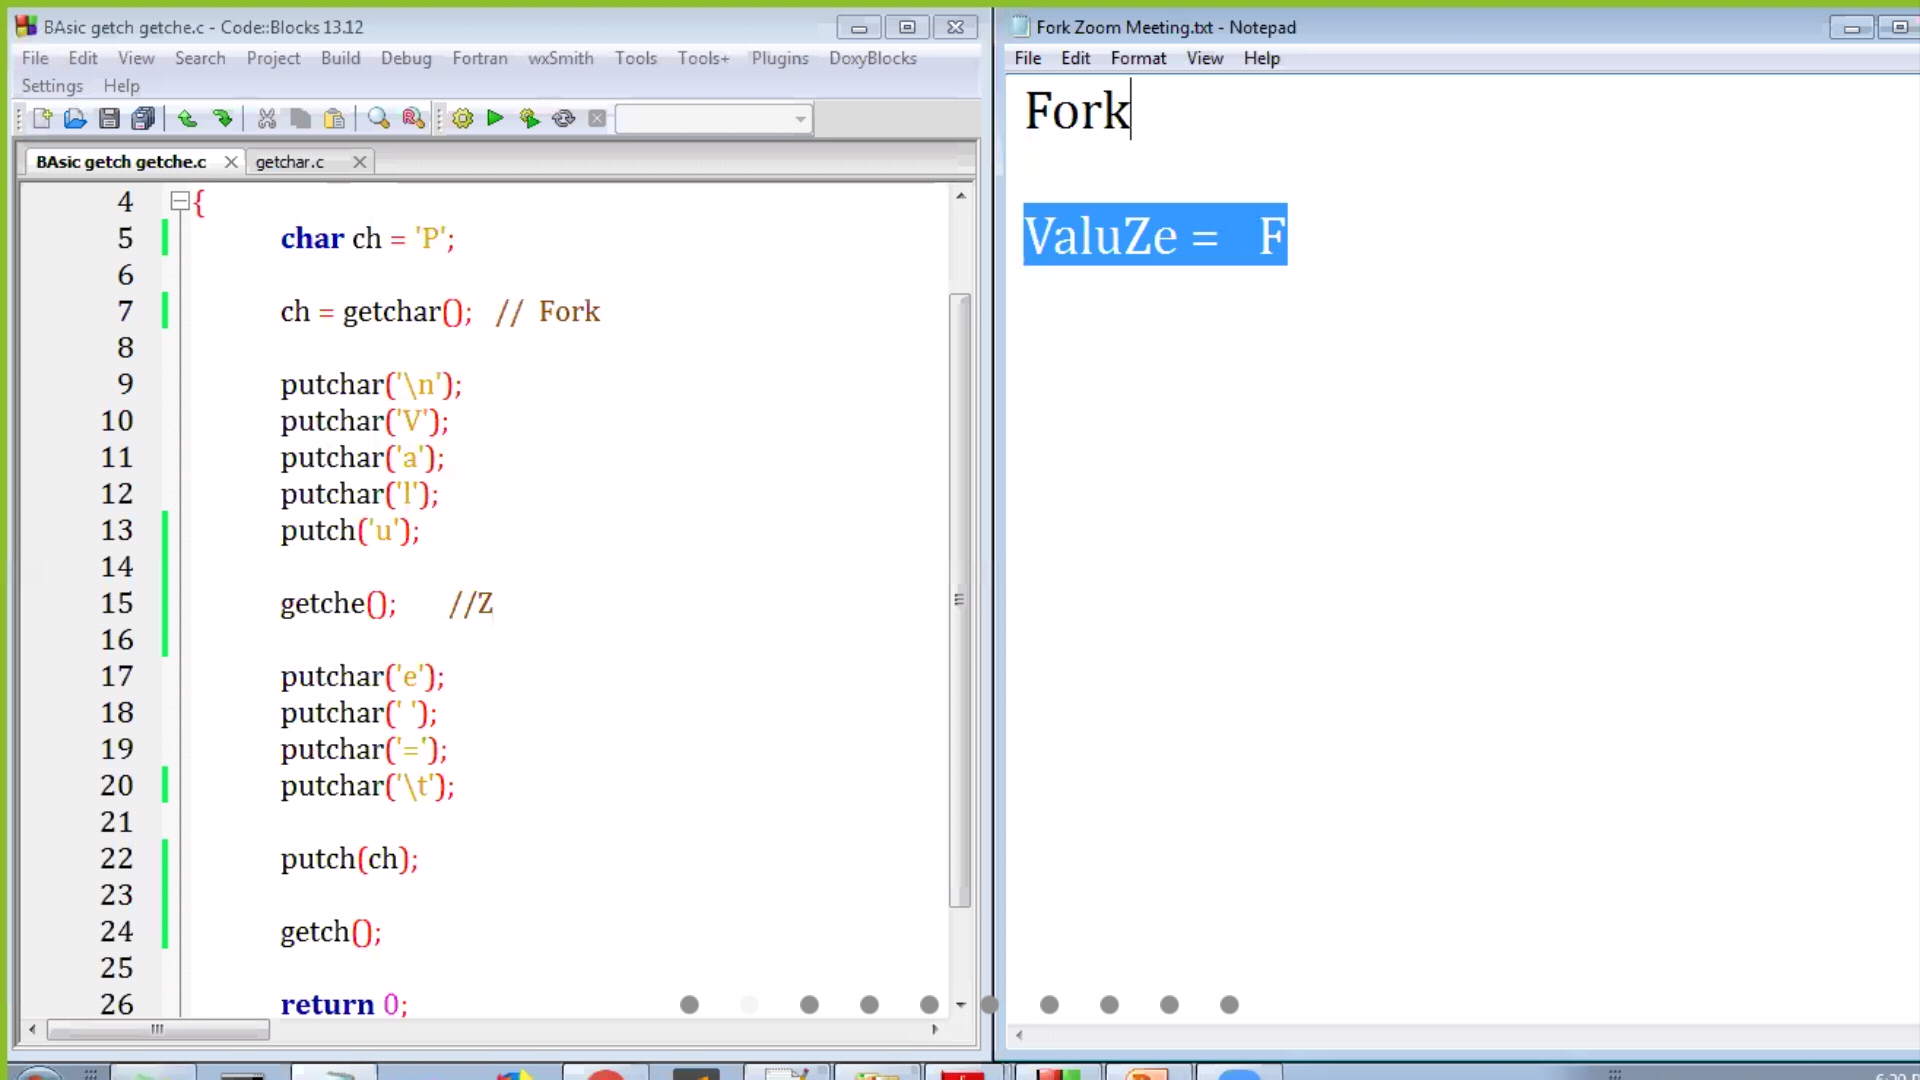 BAsic getch getche.c - Code::Blocks 13.12
File Edit View Search Project Build Debug Fortran wxSmith Tools Tools+ Plugins DoxyBlocks
Settings Help
BAsic getch getche.c getchar.c
4 {
5 char ch = 'P';
6
7 ch = getchar(); // Fork
8
9 putchar('\n');
10 putchar('V');
11 putchar('a');
12 putchar('l');
13 putch('u');
14
15 getche(); //Z
16
17 putchar('e');
18 putchar(' ');
19 putchar('=');
20 putchar('\t');
21
22 putch(ch);
23
24 getch();
25
26 return 0;
Fork Zoom Meeting.txt - Notepad
File Edit Format View Help
Fork
ValuZe = F